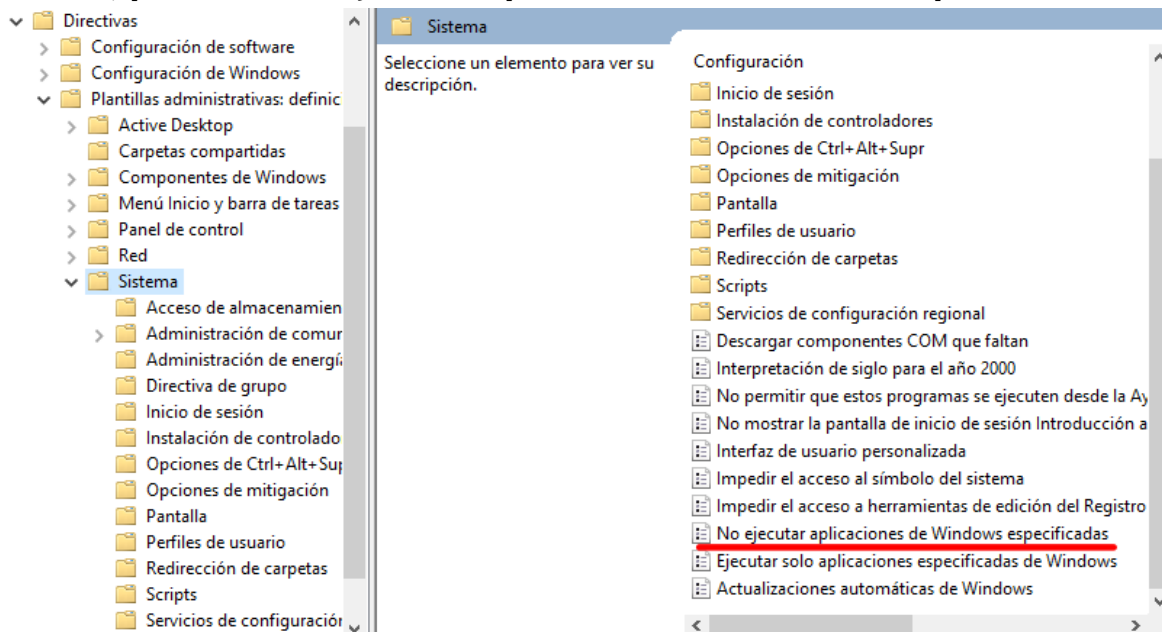 Directivas
Configuración de software
Configuración de Windows
Plantillas administrativas: definic
Active Desktop
Carpetas compartidas
Componentes de Windows
Menú Inicio y barra de tareas
Panel de control
Red
Sistema
Acceso de almacenamien
Administración de comur
Administración de energía
Directiva de grupo
Inicio de sesión
Instalación de controlado
Opciones de Ctrl+Alt+Sup
Opciones de mitigación
Pantalla
Perfiles de usuario
Redirección de carpetas
Scripts
Servicios de configuración
Sistema
Seleccione un elemento para ver su
descripción.
Configuración
Inicio de sesión
Instalación de controladores
Opciones de Ctrl+Alt+Supr
Opciones de mitigación
Pantalla
Perfiles de usuario
Redirección de carpetas
Scripts
Servicios de configuración regional
Descargar componentes COM que faltan
Interpretación de siglo para el año 2000
No permitir que estos programas se ejecuten desde la Ay
No mostrar la pantalla de inicio de sesión Introducción a
Interfaz de usuario personalizada
Impedir el acceso al símbolo del sistema
Impedir el acceso a herramientas de edición del Registro
No ejecutar aplicaciones de Windows especificadas
Ejecutar solo aplicaciones especificadas de Windows
Actualizaciones automáticas de Windows